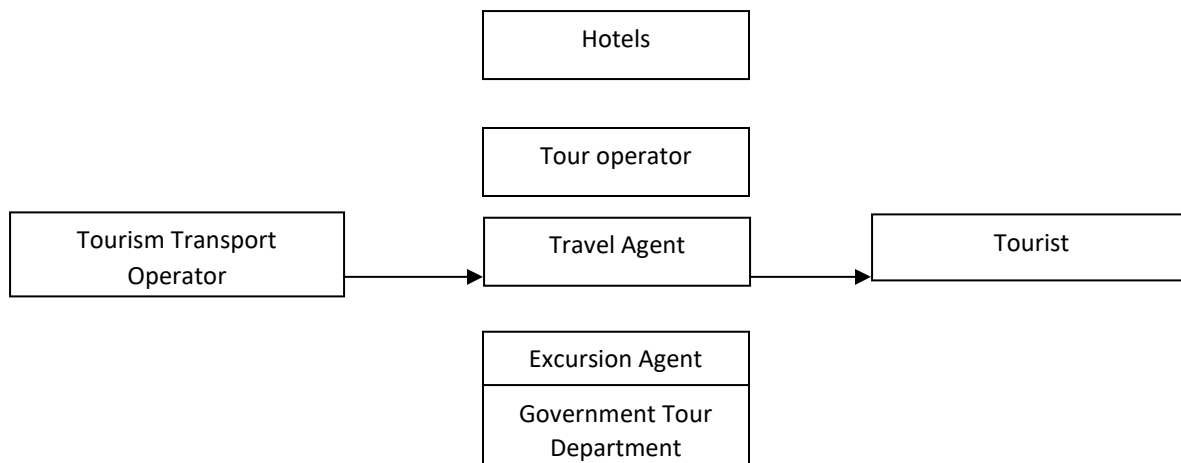 Hotels
Tour operator
Tourism Transport
Operator
Travel Agent
Tourist
Excursion Agent
Government Tour
Department